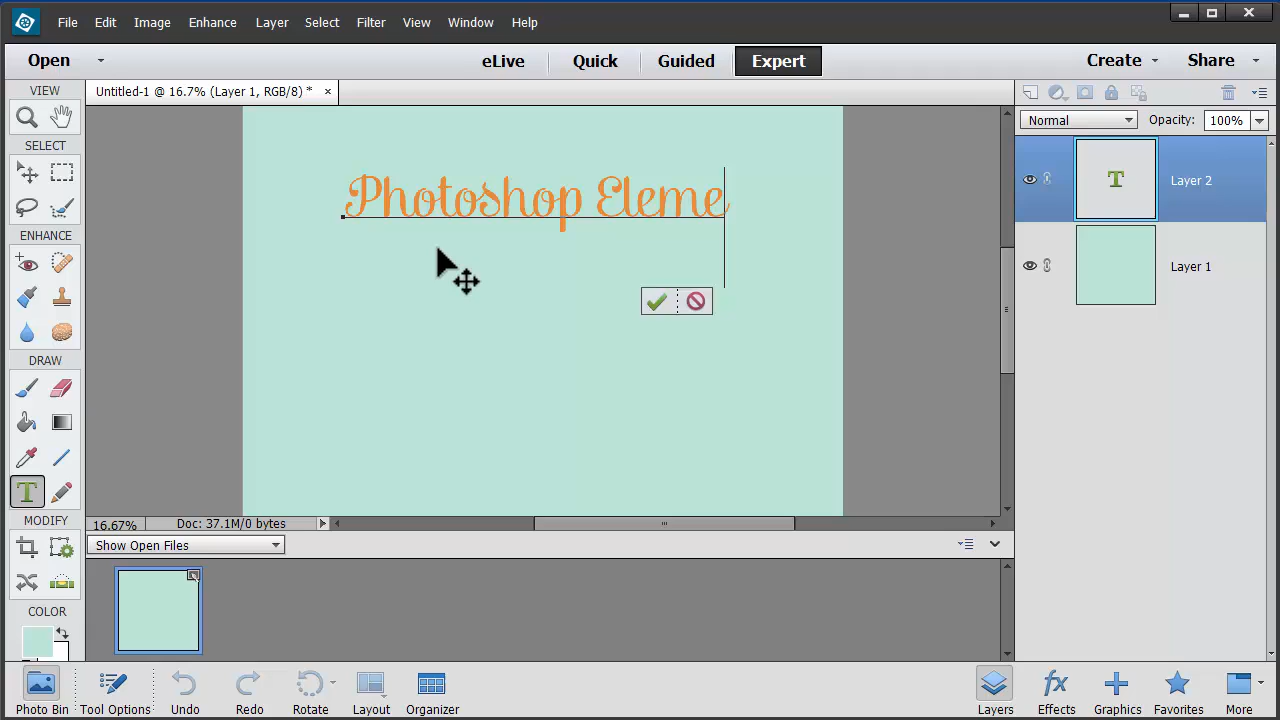 File Edit Image Enhance Layer Select Filter View Window Help
Open eLive Quick Guided Expert Create Share
VIEW
Untitled-1 @ 16.7% (Layer 1, RGB/8) * ×
Normal Opacity: 100%
SELECT
Layer 2
Photoshop Eleme
ENHANCE
Layer 1
DRAW
T
MODIFY
16.67% Doc: 37.1M/0 bytes
Show Open Files
COLOR
Photo Bin Tool Options Undo Redo Rotate Layout Organizer Layers Effects Graphics Favorites More